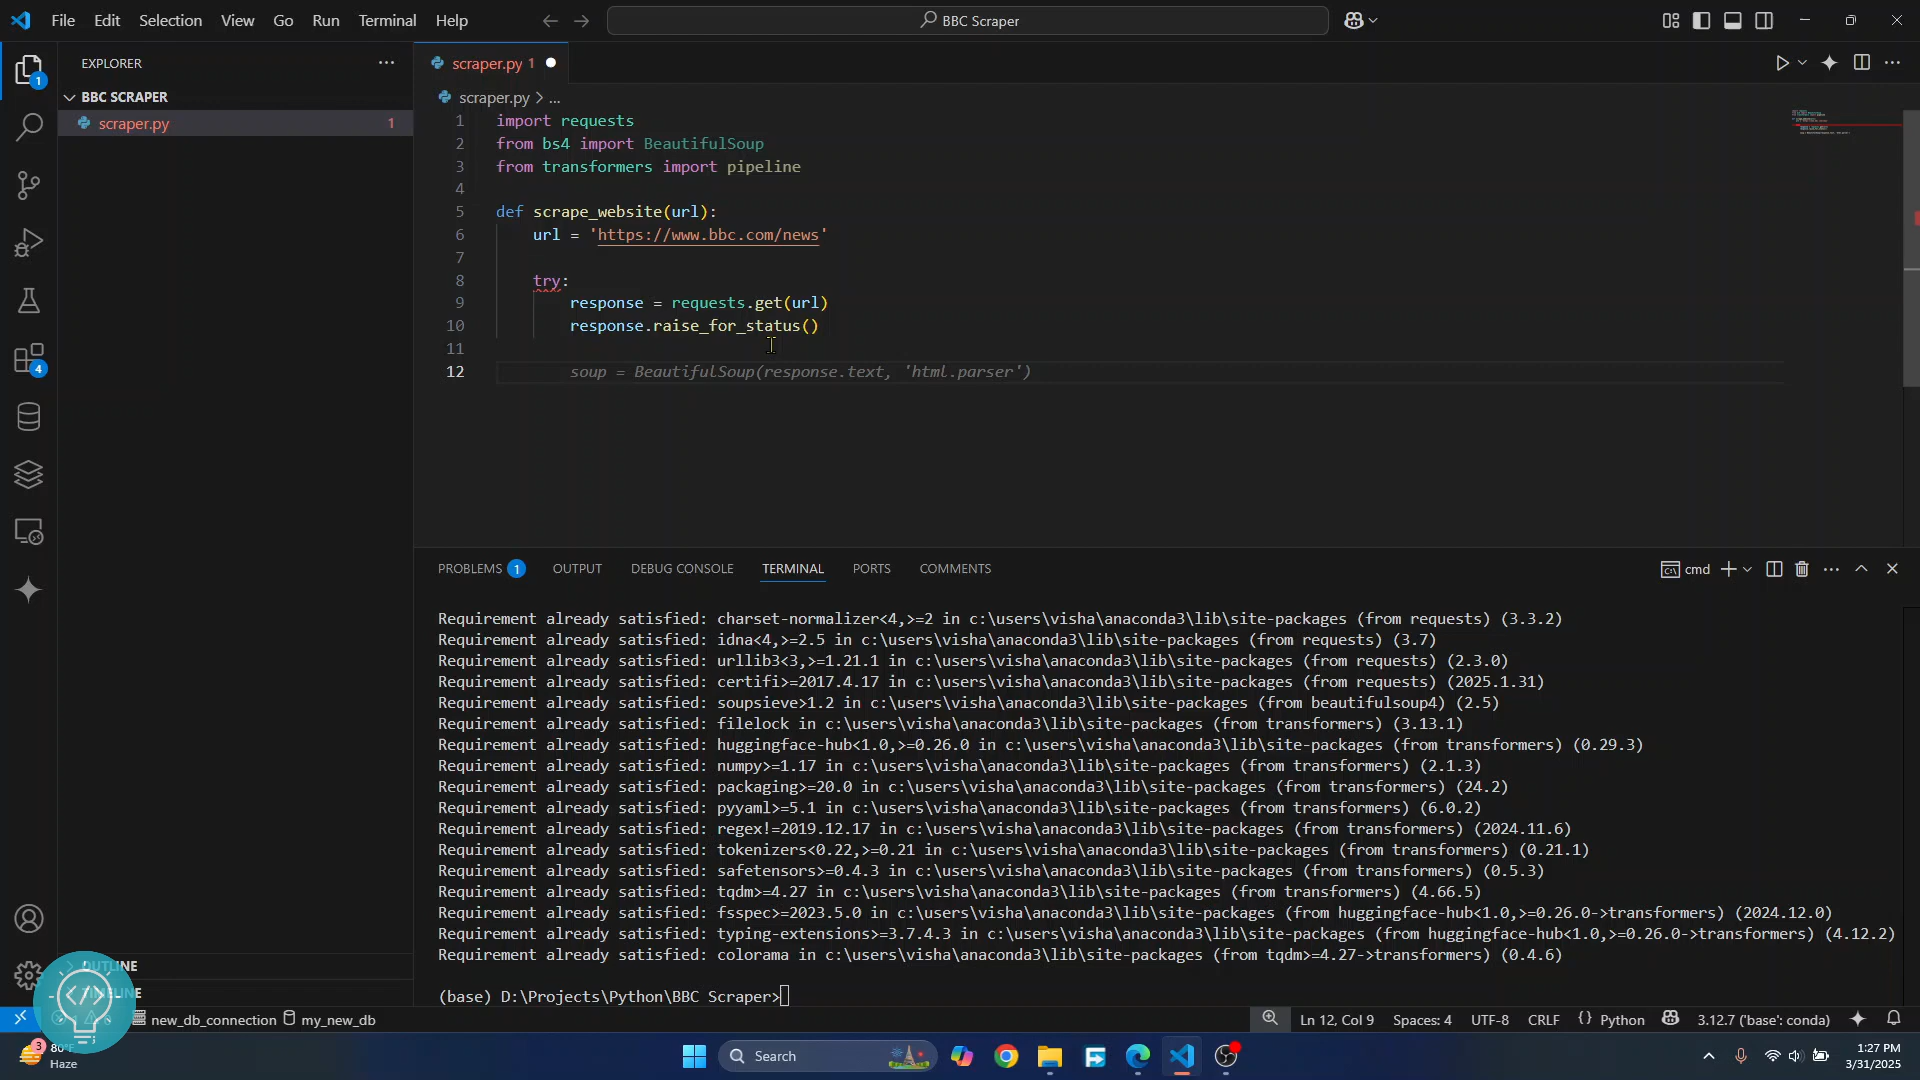 File Edit Selection View Go Run Terminal Help
BBC Scraper
EXPLORER
BBC SCRAPER
scraper.py 1
scraper.py 1
scraper.py > ...
1 import requests
2 from bs4 import BeautifulSoup
3 from transformers import pipeline
4
5 def scrape_website(url):
6 url = 'https://www.bbc.com/news'
7
8 try:
9 response = requests.get(url)
10 response.raise_for_status()
11
12 soup = BeautifulSoup(response.text, 'html.parser')
1
4
PROBLEMS 1 OUTPUT DEBUG CONSOLE TERMINAL PORTS COMMENTS
cmd
Requirement already satisfied: charset-normalizer<4,>=2 in c:\users\visha\anaconda3\lib\site-packages (from requests) (3.3.2)
Requirement already satisfied: idna<4,>=2.5 in c:\users\visha\anaconda3\lib\site-packages (from requests) (3.7)
Requirement already satisfied: urllib3<3,>=1.21.1 in c:\users\visha\anaconda3\lib\site-packages (from requests) (2.3.0)
Requirement already satisfied: certifi>=2017.4.17 in c:\users\visha\anaconda3\lib\site-packages (from requests) (2025.1.31)
Requirement already satisfied: soupsieve>1.2 in c:\users\visha\anaconda3\lib\site-packages (from beautifulsoup4) (2.5)
Requirement already satisfied: filelock in c:\users\visha\anaconda3\lib\site-packages (from transformers) (3.13.1)
Requirement already satisfied: huggingface-hub<1.0,>=0.26.0 in c:\users\visha\anaconda3\lib\site-packages (from transformers) (0.29.3)
Requirement already satisfied: numpy>=1.17 in c:\users\visha\anaconda3\lib\site-packages (from transformers) (2.1.3)
Requirement already satisfied: packaging>=20.0 in c:\users\visha\anaconda3\lib\site-packages (from transformers) (24.2)
Requirement already satisfied: pyyaml>=5.1 in c:\users\visha\anaconda3\lib\site-packages (from transformers) (6.0.2)
Requirement already satisfied: regex!=2019.12.17 in c:\users\visha\anaconda3\lib\site-packages (from transformers) (2024.11.6)
Requirement already satisfied: tokenizers<0.22,>=0.21 in c:\users\visha\anaconda3\lib\site-packages (from transformers) (0.21.1)
Requirement already satisfied: safetensors>=0.4.3 in c:\users\visha\anaconda3\lib\site-packages (from transformers) (0.5.3)
Requirement already satisfied: tqdm>=4.27 in c:\users\visha\anaconda3\lib\site-packages (from transformers) (4.66.5)
Requirement already satisfied: fsspec>=2023.5.0 in c:\users\visha\anaconda3\lib\site-packages (from huggingface-hub<1.0,>=0.26.0->transformers) (2024.12.0)
Requirement already satisfied: typing-extensions>=3.7.4.3 in c:\users\visha\anaconda3\lib\site-packages (from huggingface-hub<1.0,>=0.26.0->transformers) (4.12.2)
Requirement already satisfied: colorama in c:\users\visha\anaconda3\lib\site-packages (from tqdm>=4.27->transformers) (0.4.6)
(base) D:\Projects\Python\BBC Scraper>
OUTLINE
TIMELINE
new_db_connection my_new_db
Ln 12, Col 9 Spaces: 4 UTF-8 CRLF {} Python 3.12.7 ('base': conda)
3
80°F
Haze
Search
1:27 PM
3/31/2025